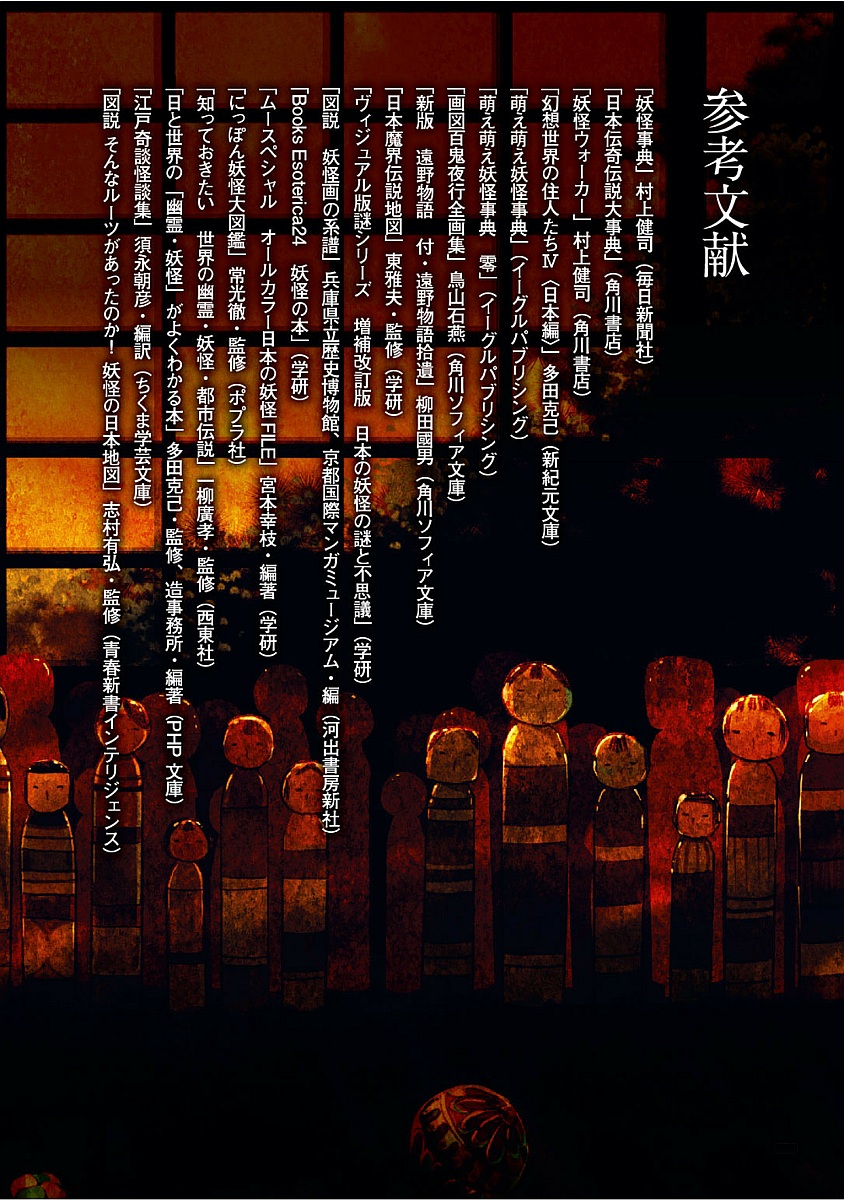 参考文献
『妖怪事典』村上健司（毎日新聞社）
『日本伝奇伝説大事典』（角川書店）
『妖怪ウォーカー』村上健司（角川書店）
『幻想世界の住人たちⅣ〈日本編〉』多田克己（新紀元文庫）
『萌え萌え妖怪事典』（イーグルパブリシング）
『萌え萌え妖怪事典　零』（イーグルパブリシング）
『画図百鬼夜行全画集』鳥山石燕（角川ソフィア文庫）
『新版　遠野物語　付・遠野物語拾遺』柳田國男（角川ソフィア文庫）
『日本魔界伝説地図』東雅夫・監修（学研）
『ヴィジュアル版謎シリーズ　増補改訂版　日本の妖怪の謎と不思議』（学研）
『図説　妖怪画の系譜』兵庫県立歴史博物館、京都国際マンガミュージアム・編（河出書房新社）
『Books Esoterica24　妖怪の本』（学研）
『ムースペシャル　オールカラー日本の妖怪FILE』宮本幸枝・編著（学研）
『にっぽん妖怪大図鑑』常光徹・監修（ポプラ社）
『知っておきたい　世界の幽霊・妖怪・都市伝説』一柳廣孝・監修（西東社）
『日と世界の「幽霊・妖怪」がよくわかる本』多田克己・監修、造事務所・編著（PHP文庫）
『江戸奇談怪談集』須永朝彦・編訳（ちくま学芸文庫）
『図説 そんなルーツがあったのか！ 妖怪の日本地図』志村有弘・監修（青春新書インテリジェンス）